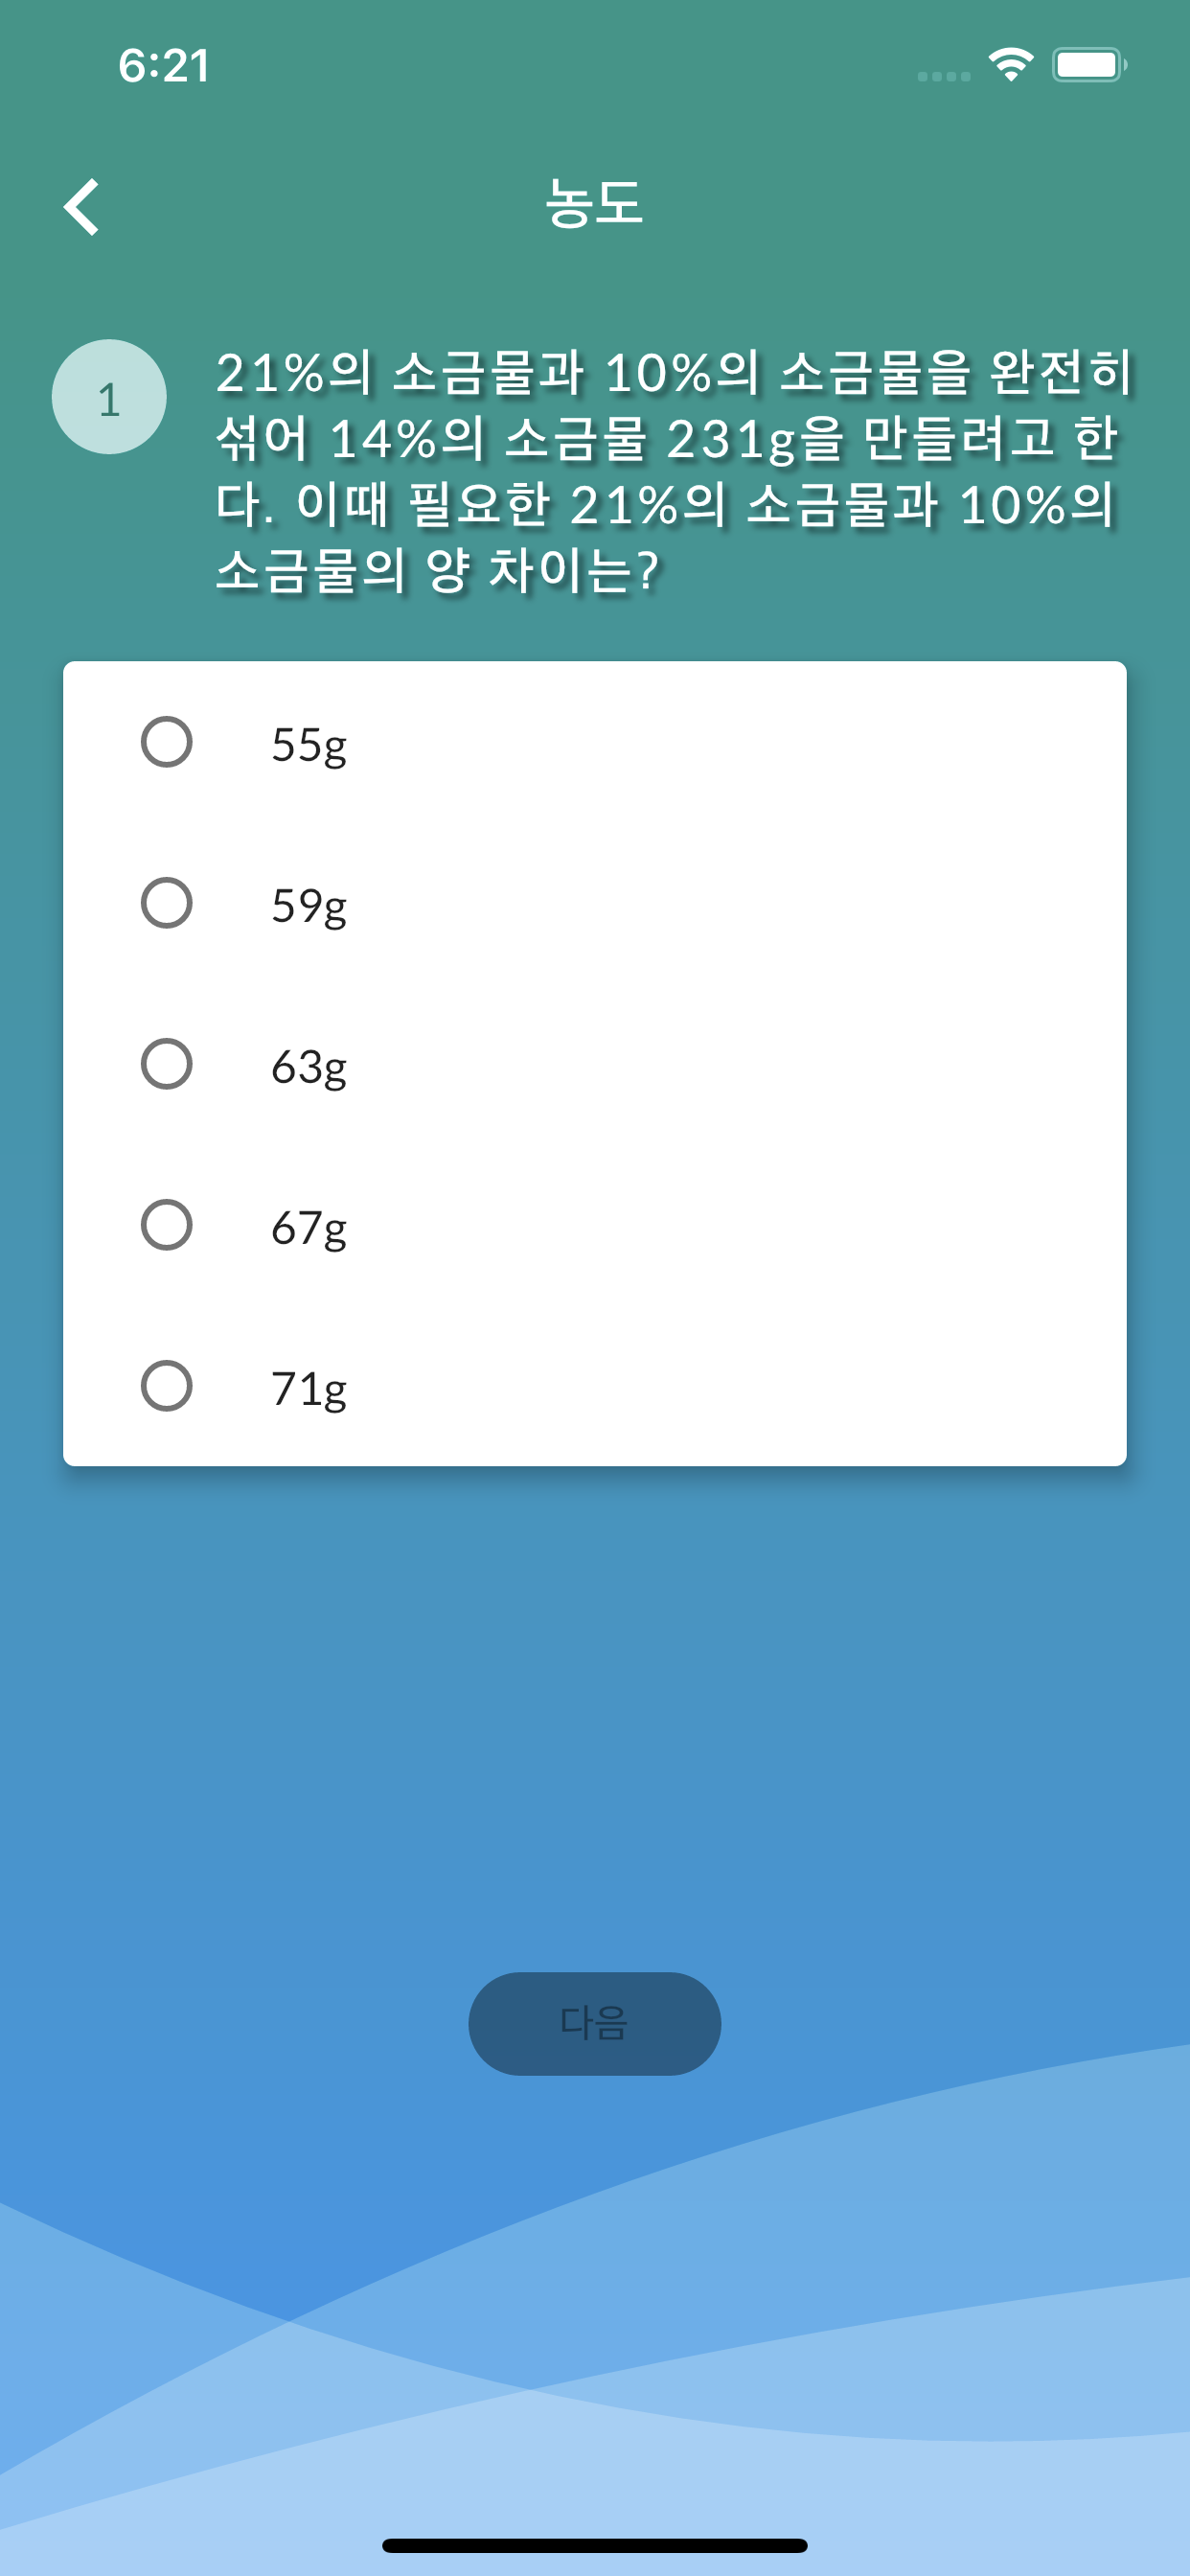 6:21
농도
1
21%의 소금물과 10%의 소금물을 완전히
섞어 14%의 소금물 231g을 만들려고 한
다. 이때 필요한 21%의 소금물과 10%의
소금물의 양 차이는?
55g
59g
63g
67g
71g
다음